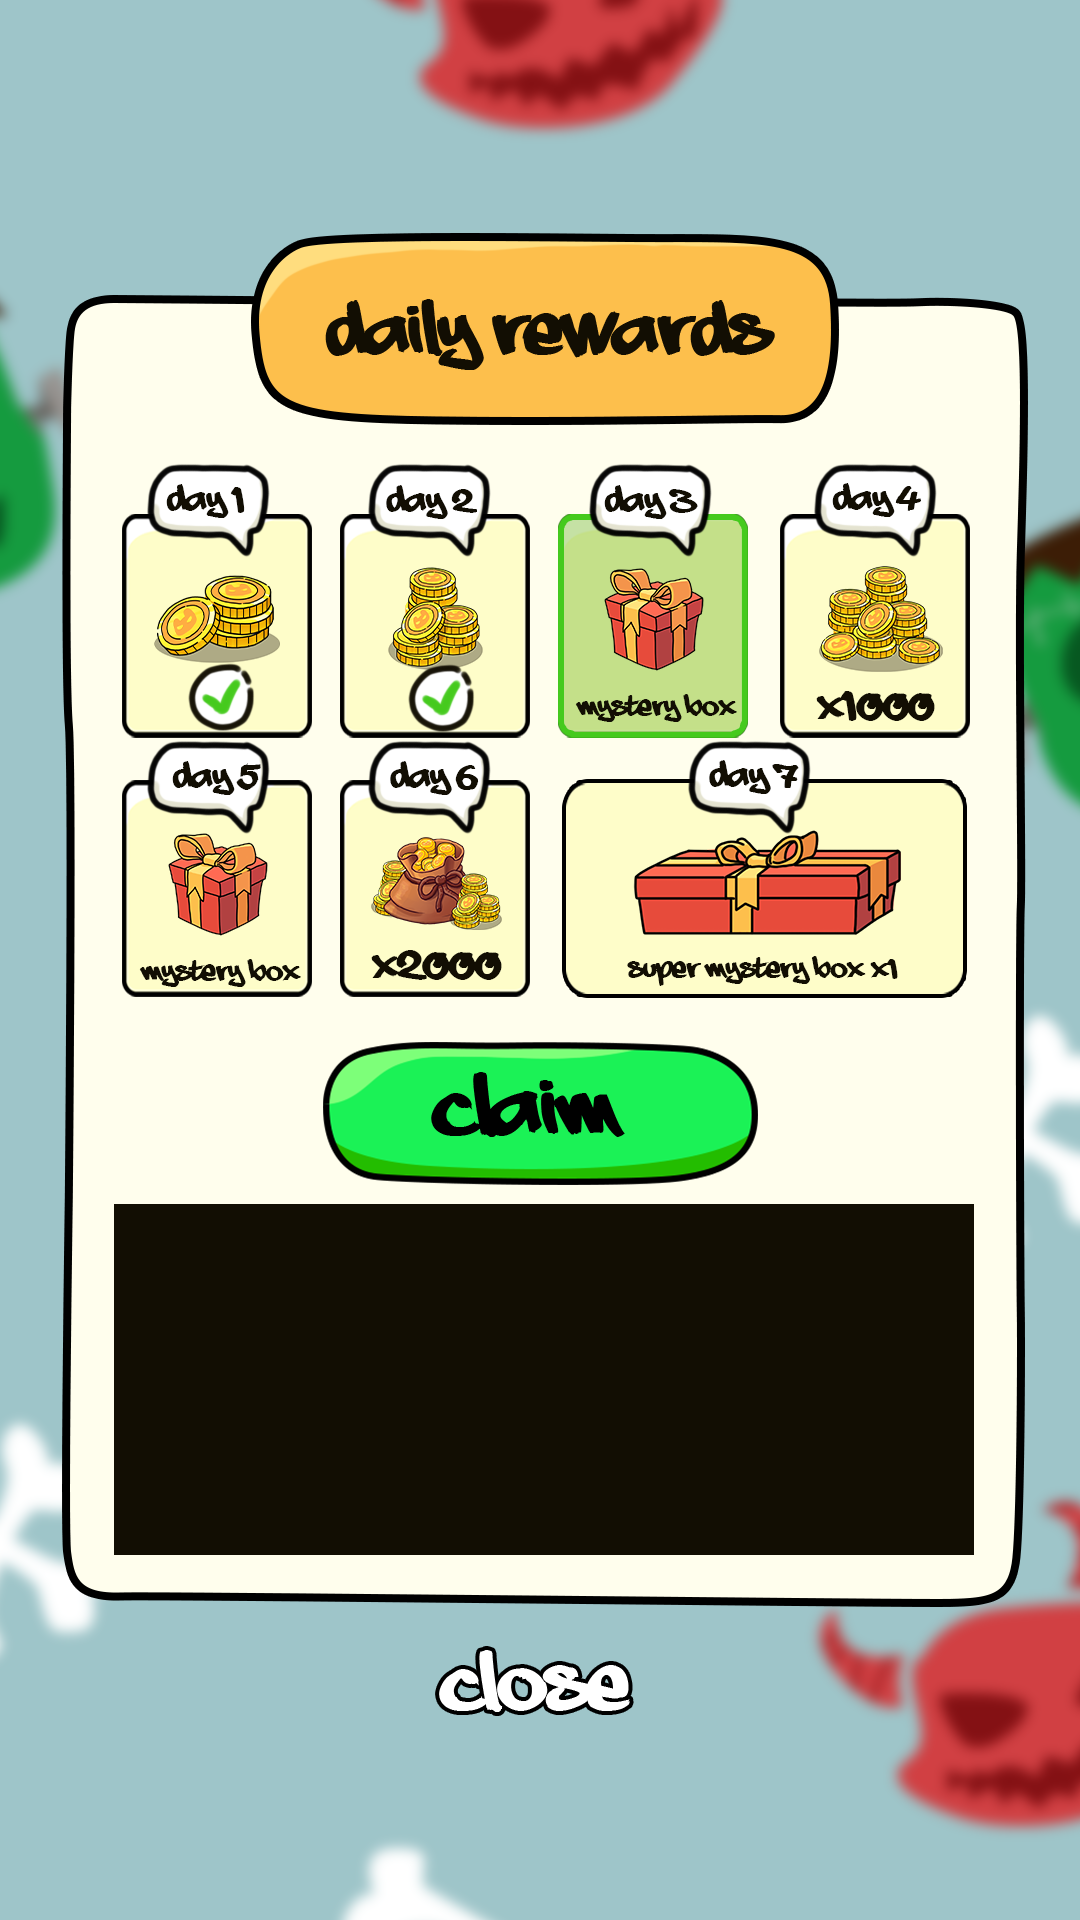 daily rewards
day 1
day 2
day 3
day 4
mystery box
x1000
day 5
day 6
day 7
mystery box
x2000
super mystery box x1
claim
close